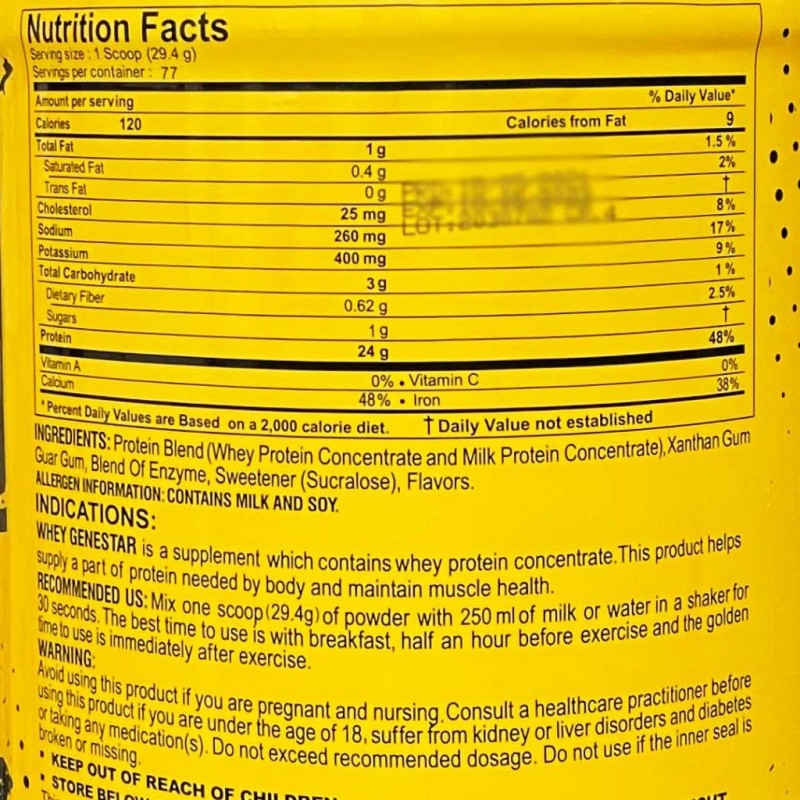 Nutrition Facts
Serving size : 1 Scoop (29.4 g)
Servings per container : 77
Amount per serving % Daily Value*
Calories 120 Calories from Fat 9
Total Fat 1 g 1.5 %
Saturated Fat 0.4 g 2%
Trans Fat 0 g †
Cholesterol 25 mg 8%
Sodium 260 mg 17%
Potassium 400 mg 9%
Total Carbohydrate 3 g 1 %
Dietary Fiber 0.62 g 2.5%
Sugars 1 g †
Protein 24 g 48%
Vitamin A 0% • Vitamin C 0%
Calcium 48% • Iron 38%
* Percent Daily Values are Based on a 2,000 calorie diet. † Daily Value not established
INGREDIENTS: Protein Blend (Whey Protein Concentrate and Milk Protein Concentrate), Xanthan Gum
Guar Gum, Blend Of Enzyme, Sweetener (Sucralose), Flavors.
ALLERGEN INFORMATION: CONTAINS MILK AND SOY.
INDICATIONS:
WHEY GENESTAR is a supplement which contains whey protein concentrate. This product helps
supply a part of protein needed by body and maintain muscle health.
RECOMMENDED US: Mix one scoop (29.4g) of powder with 250 ml of milk or water in a shaker for
30 seconds. The best time to use is with breakfast, half an hour before exercise and the golden
time to use is immediately after exercise.
WARNING:
Avoid using this product if you are pregnant and nursing. Consult a healthcare practitioner before
using this product if you are under the age of 18, suffer from kidney or liver disorders and diabetes
or taking any medication(s). Do not exceed recommended dosage. Do not use if the inner seal is
broken or missing.
• KEEP OUT OF REACH OF CHILDREN
• STORE BELOW